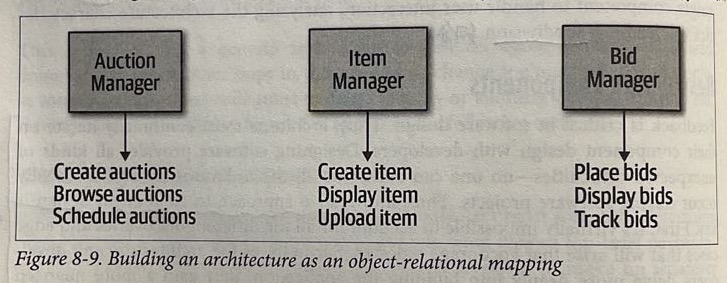 Auction
Manager
Item
Manager
Bid
Manager
Create auctions
Browse auctions
Schedule auctions
Create item
Display item
Upload item
Place bids
Display bids
Track bids
Figure 8-9. Building an architecture as an object-relational mapping